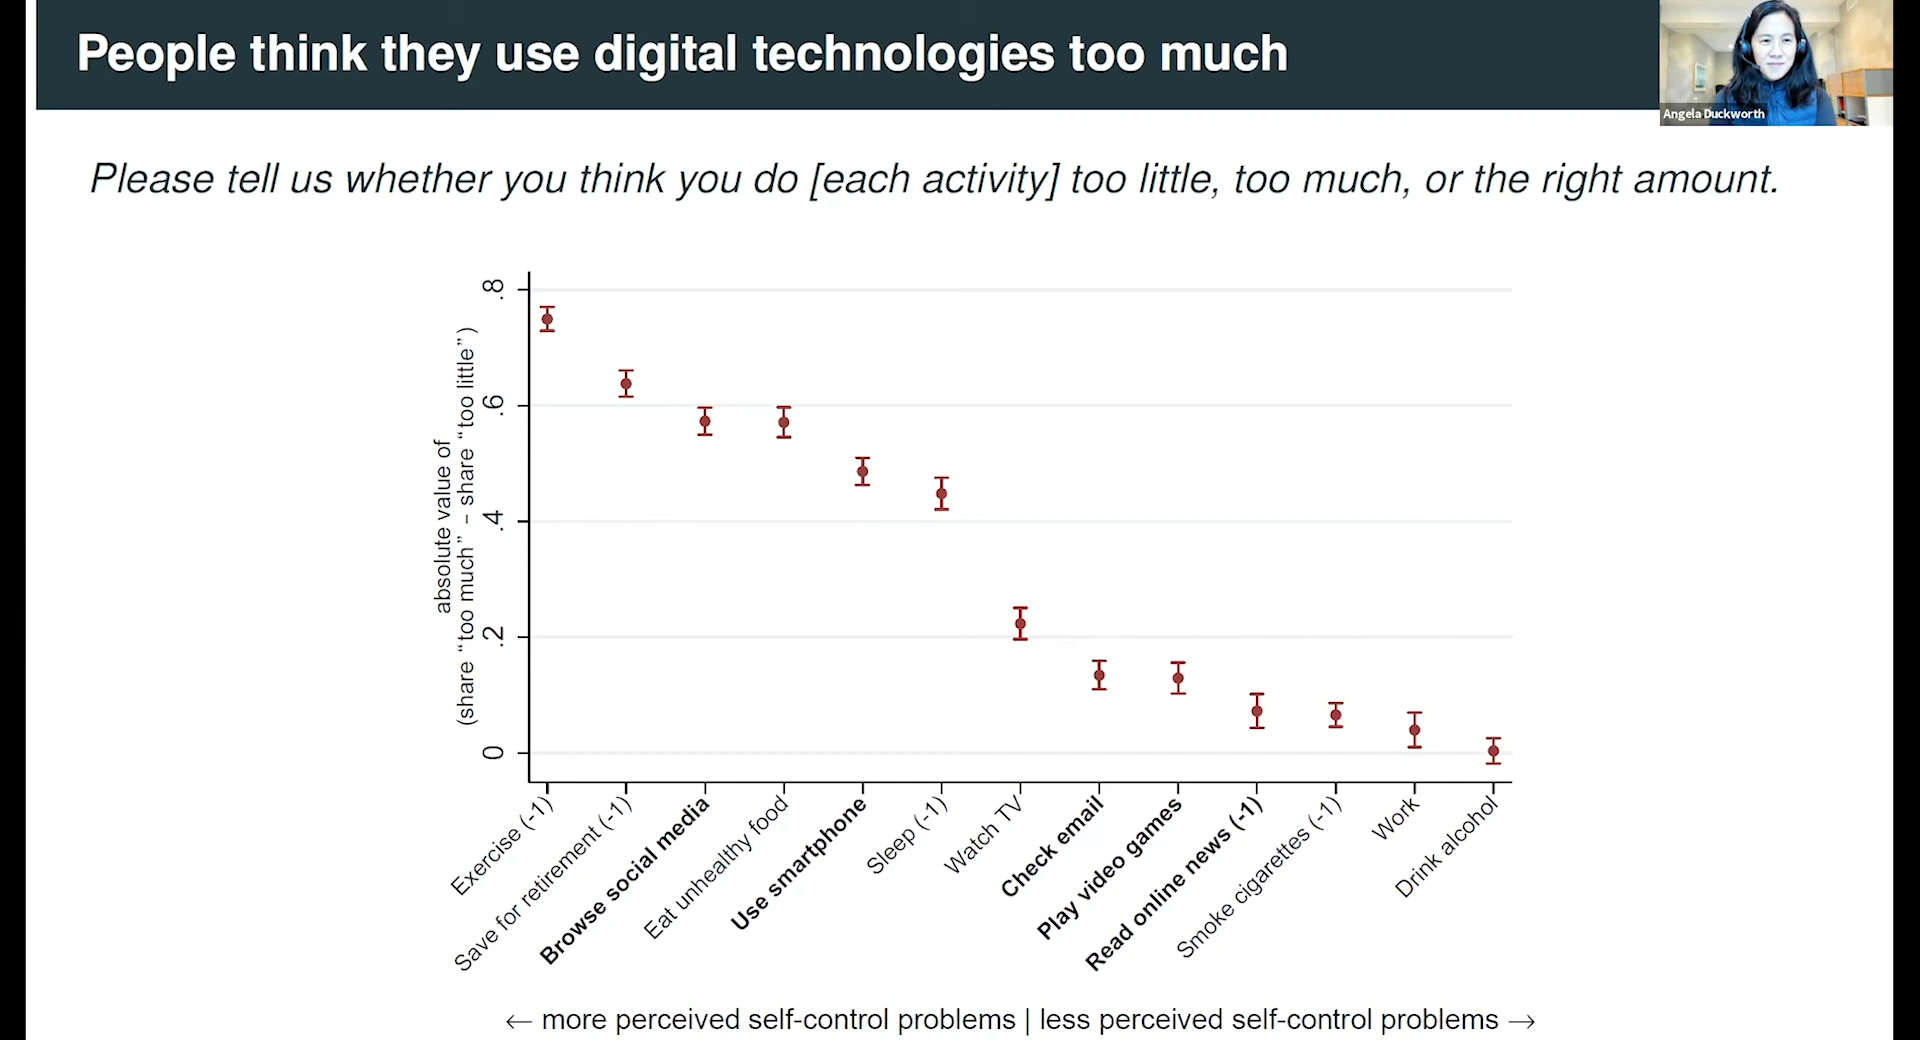 People think they use digital technologies too much
Angela Duckworth
Please tell us whether you think you do [each activity] too little, too much, or the right amount.
absolute value of
(share “too much” – share “too little”)
.8
.6
.4
.2
0
Exercise (-1)
Save for retirement (-1)
Browse social media
Eat unhealthy food
Use smartphone
Sleep (-1)
Watch TV
Check email
Play video games
Read online news (-1)
Smoke cigarettes (-1)
Work
Drink alcohol
← more perceived self-control problems | less perceived self-control problems →